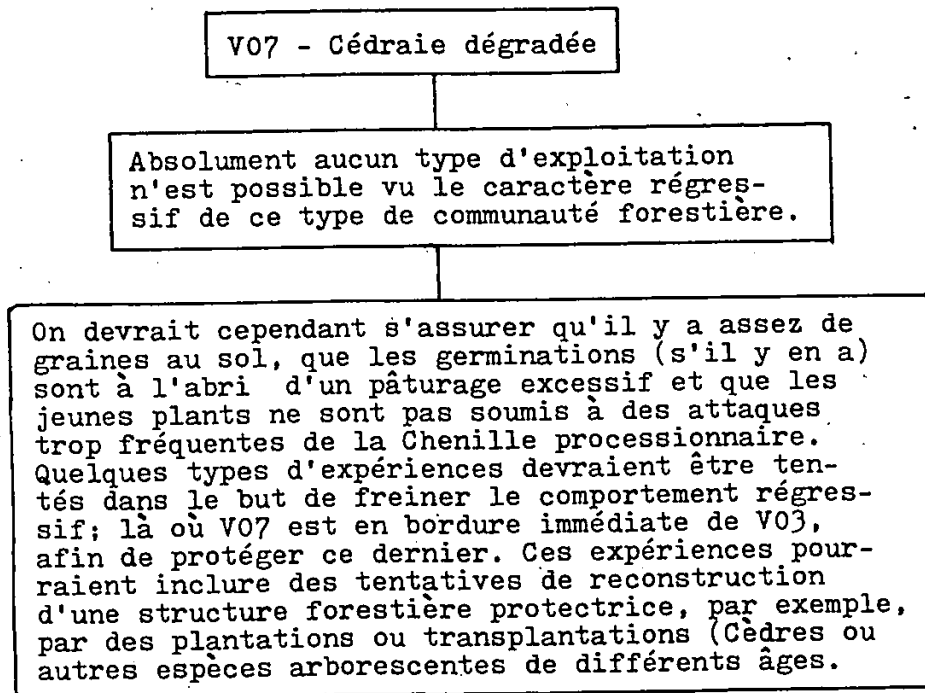 V07 - Cédraie dégradée
Absolument aucun type d'exploitation
n'est possible vu le caractère régres-
sif de ce type de communauté forestière.
On devrait cependant s'assurer qu'il y a assez de
graines au sol, que les germinations (s'il y en a)
sont à l'abri d'un pâturage excessif et que les
jeunes plants ne sont pas soumis à des attaques
trop fréquentes de la Chenille processionnaire.
Quelques types d'expériences devraient être ten-
tés dans le but de freiner le comportement régres-
sif; là où V07 est en bordure immédiate de V03,
afin de protéger ce dernier. Ces expériences pour-
raient inclure des tentatives de reconstruction
d'une structure forestière protectrice, par exemple,
par des plantations ou transplantations (Cèdres ou
autres espèces arborescentes de différents âges.